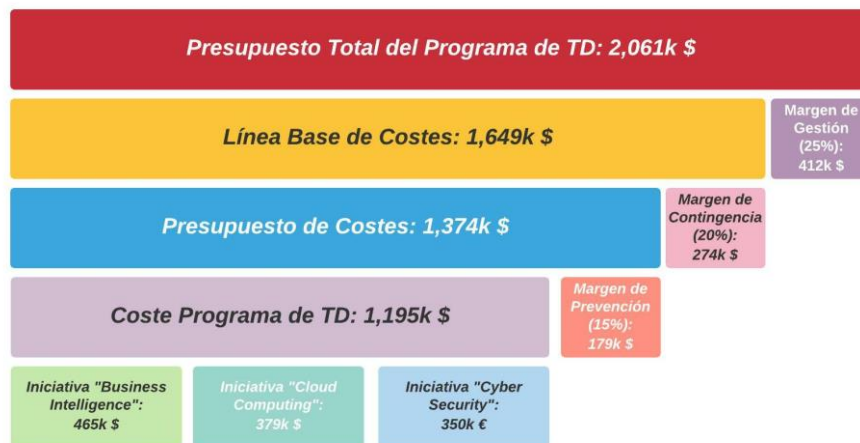 Presupuesto Total del Programa de TD: 2,061k $
Línea Base de Costes: 1,649k $
Margen de
Gestión
(25%):
412k $
Presupuesto de Costes: 1,374k $
Margen de
Contingencia
(20%):
274k $
Coste Programa de TD: 1,195k $
Margen de
Prevención
(15%):
179k $
Iniciativa "Business
Intelligence":
465k $
Iniciativa "Cloud
Computing":
379k $
Iniciativa "Cyber
Security":
350k €